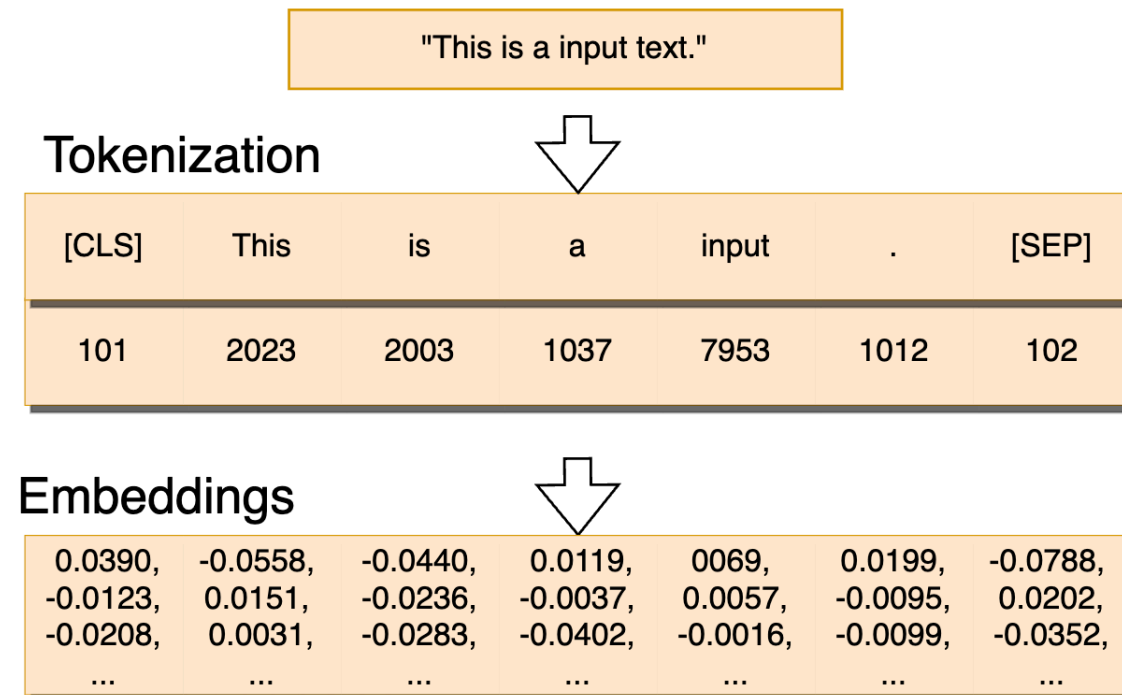 "This is a input text."
Tokenization
[CLS] This is a input . [SEP]
101 2023 2003 1037 7953 1012 102
Embeddings
0.0390, -0.0558, -0.0440, 0.0119, 0069, 0.0199, -0.0788,
-0.0123, 0.0151, -0.0236, -0.0037, 0.0057, -0.0095, 0.0202,
-0.0208, 0.0031, -0.0283, -0.0402, -0.0016, -0.0099, -0.0352,
... ... ... ... ... ... ...